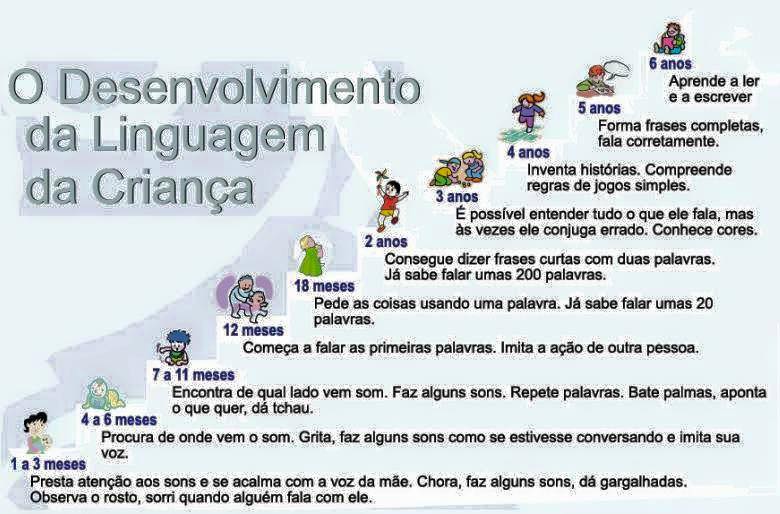 O Desenvolvimento
da Linguagem
da Criança
6 anos
Aprende a ler
e a escrever
5 anos
Forma frases completas,
fala corretamente.
4 anos
Inventa histórias. Compreende
regras de jogos simples.
3 anos
É possível entender tudo o que ele fala, mas
às vezes ele conjuga errado. Conhece cores.
2 anos
Consegue dizer frases curtas com duas palavras.
Já sabe falar umas 200 palavras.
18 meses
Pede as coisas usando uma palavra. Já sabe falar umas 20
palavras.
12 meses
Começa a falar as primeiras palavras. Imita a ação de outra pessoa.
7 a 11 meses
Encontra de qual lado vem som. Faz alguns sons. Repete palavras. Bate palmas, aponta
o que quer, dá tchau.
4 a 6 meses
Procura de onde vem o som. Grita, faz alguns sons como se estivesse conversando e imita sua
voz.
1 a 3 meses
Presta atenção aos sons e se acalma com a voz da mãe. Chora, faz alguns sons, dá gargalhadas.
Observa o rosto, sorri quando alguém fala com ele.